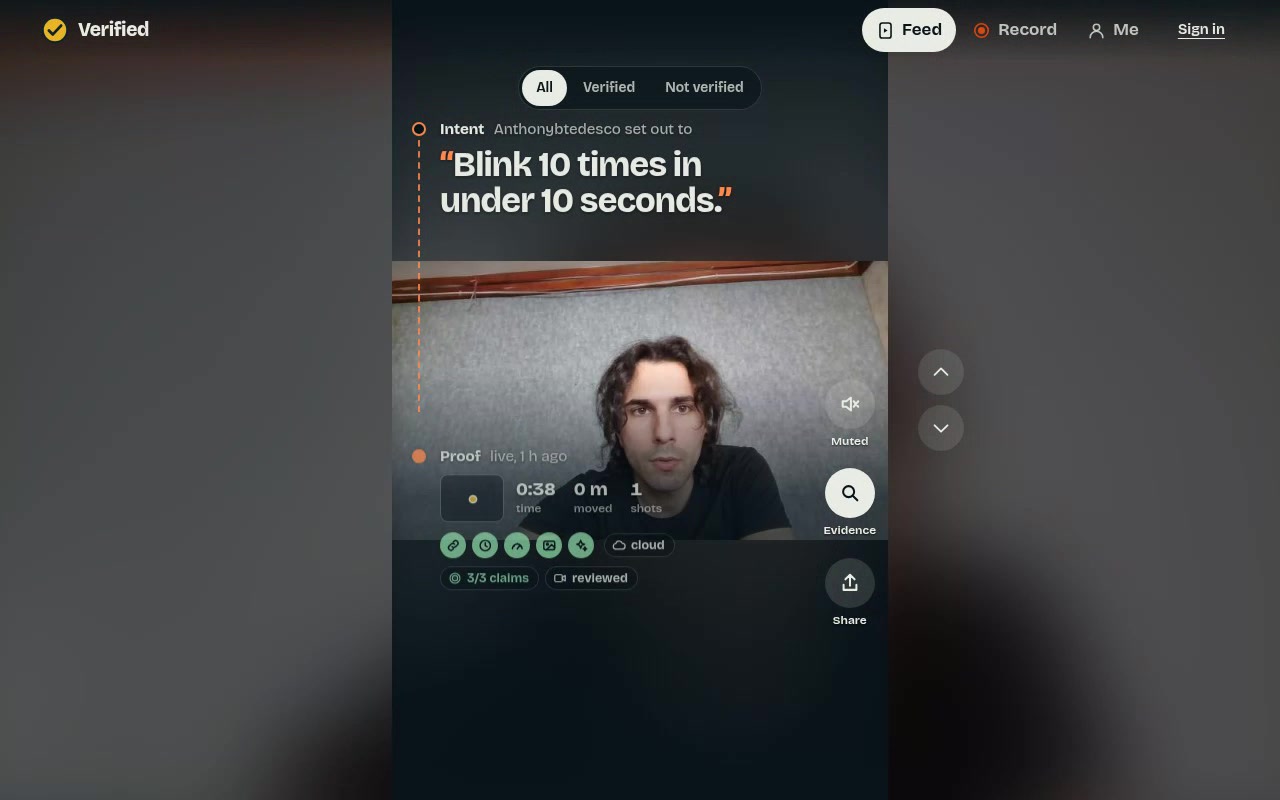 Verified
Feed
Record
Me
Sign in
All
Verified
Not verified
Intent Anthonybtedesco set out to
“Blink 10 times in
under 10 seconds.”
Muted
Proof live, 1 h ago
0:38 0 m 1
time moved shots
Evidence
cloud
3/3 claims reviewed
Share